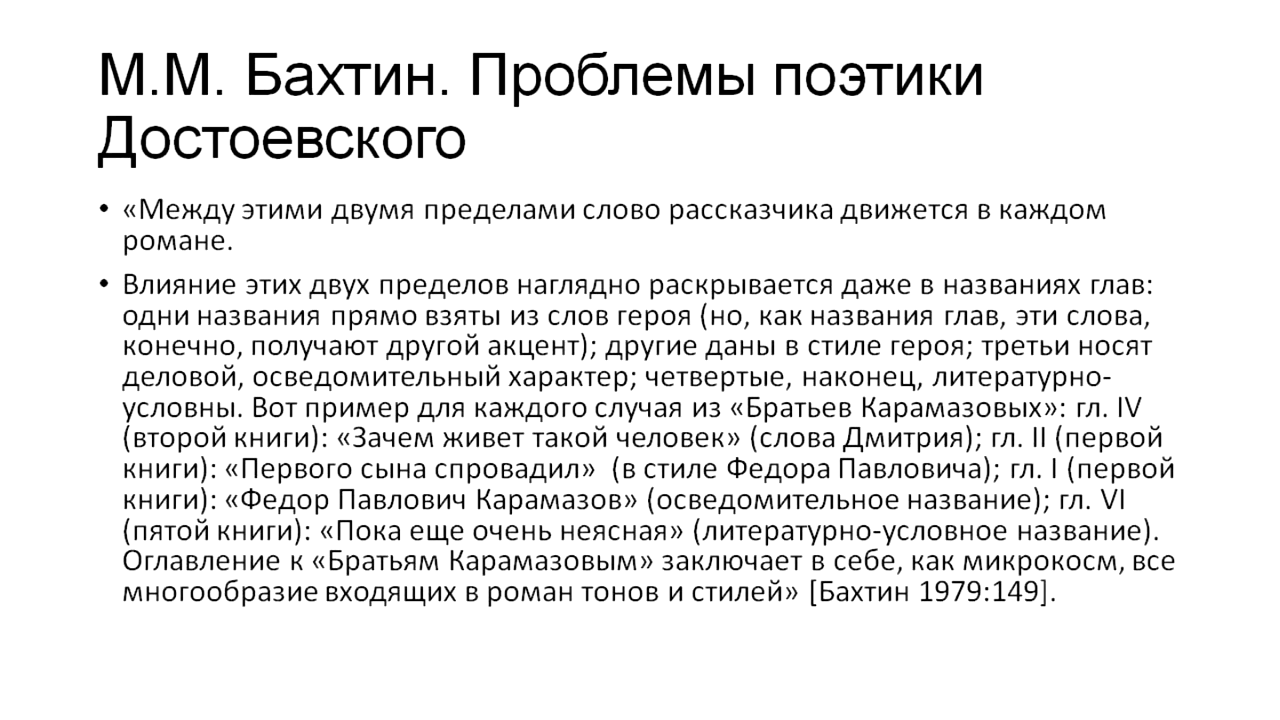 М.М. Бахтин. Проблемы поэтики
Достоевского
• «Между этими двумя пределами слово рассказчика движется в каждом
романе.
• Влияние этих двух пределов наглядно раскрывается даже в названиях глав:
одни названия прямо взяты из слов героя (но, как названия глав, эти слова,
конечно, получают другой акцент); другие даны в стиле героя; третьи носят
деловой, осведомительный характер; четвертые, наконец, литературно-
условны. Вот пример для каждого случая из «Братьев Карамазовых»: гл. IV
(второй книги): «Зачем живет такой человек» (слова Дмитрия); гл. II (первой
книги): «Первого сына спровадил»  (в стиле Федора Павловича); гл. I (первой
книги): «Федор Павлович Карамазов» (осведомительное название); гл. VI
(пятой книги): «Пока еще очень неясная» (литературно-условное название).
Оглавление к «Братьям Карамазовым» заключает в себе, как микрокосм, все
многообразие входящих в роман тонов и стилей» [Бахтин 1979:149].